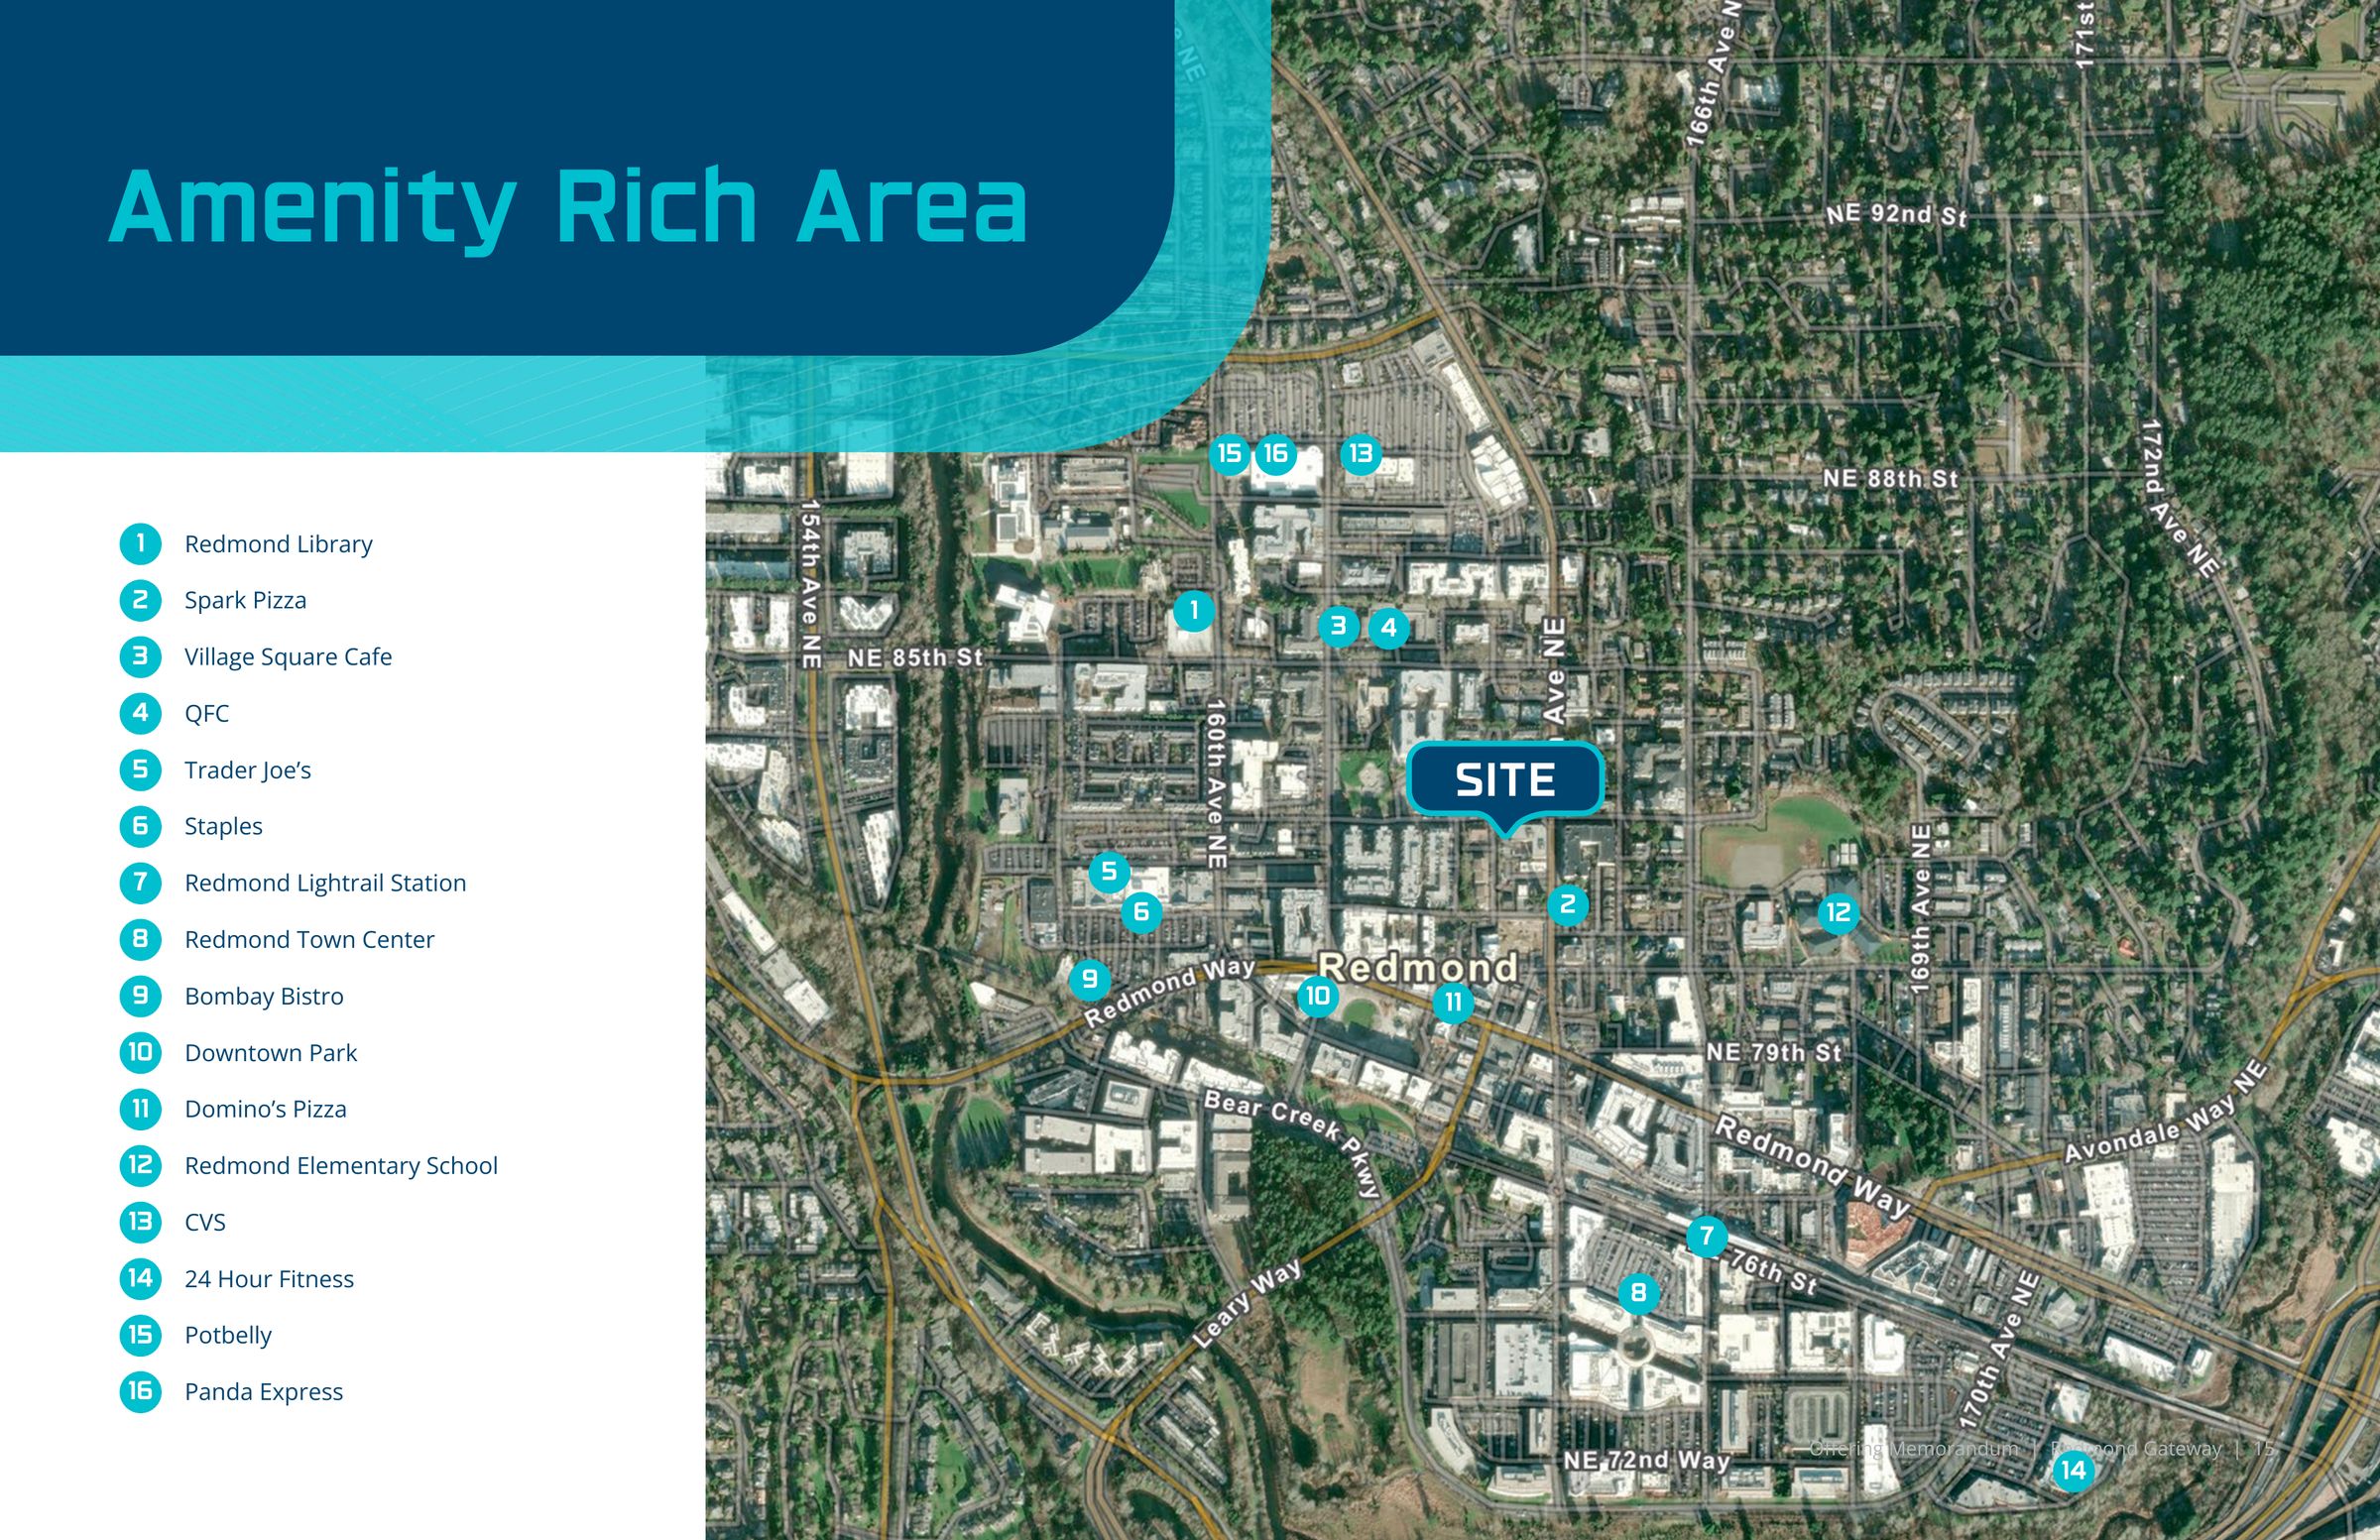 Amenity Rich Area
1 Redmond Library
2 Spark Pizza
3 Village Square Cafe
4 QFC
5 Trader Joe’s
6 Staples
7 Redmond Lightrail Station
8 Redmond Town Center
9 Bombay Bistro
10 Downtown Park
11 Domino’s Pizza
12 Redmond Elementary School
13 CVS
14 24 Hour Fitness
15 Potbelly
16 Panda Express
e NE
166th Ave N
171st
NE 92nd St
15 16 13
NE 88th St
172nd Ave NE
154th Ave NE
1
3 4
NE 85th St
Ave NE
160th Ave NE
SITE
5
6
2
12
169th Ave NE
9
Redmond Way
Redmond
10
11
NE 79th St
Bear Creek Pkwy
Redmond Way
Avondale Way NE
7
76th St
8
Leary Way
170th Ave NE
NE 72nd Way
14
Offering Memorandum | Redmond Gateway | 15